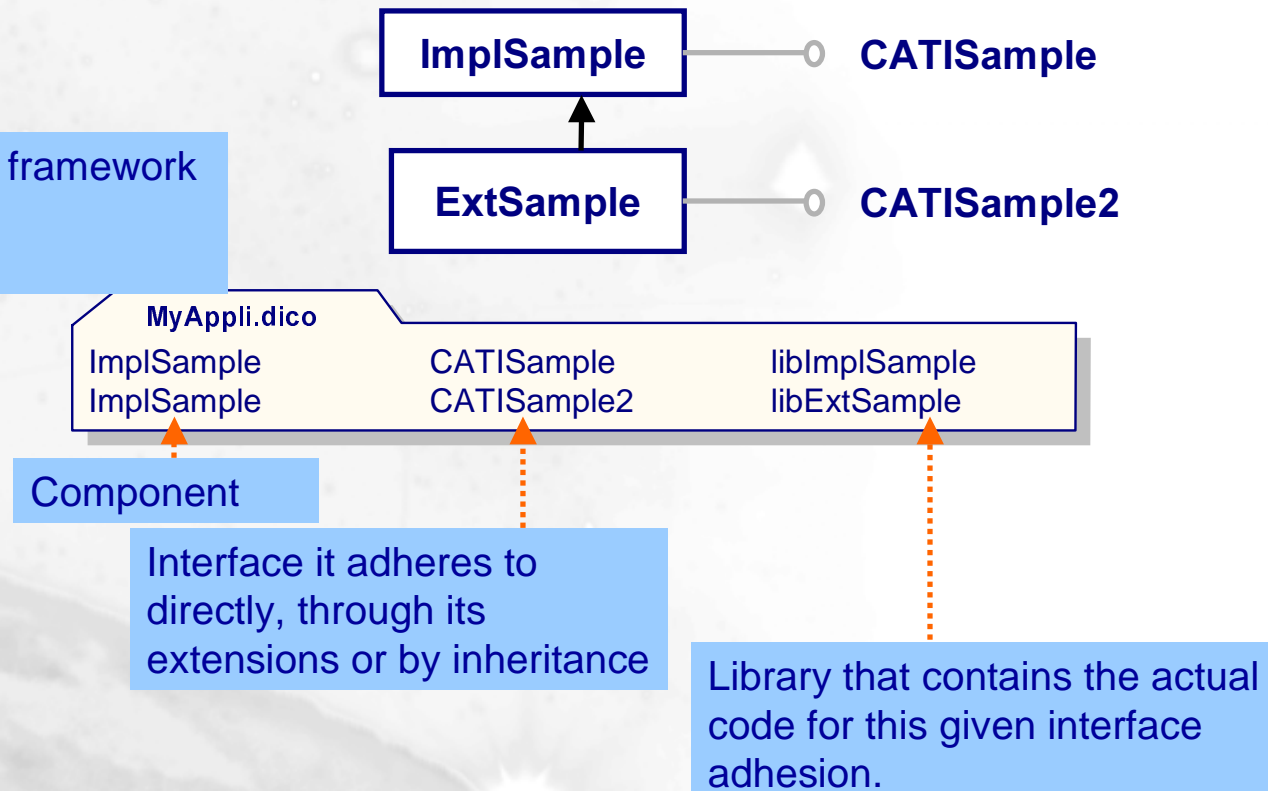 ImplSample
CATISample
framework
ExtSample
CATISample2
MyAppli.dico
ImplSample CATISample libImplSample
ImplSample CATISample2 libExtSample
Component
Interface it adheres to
directly, through its
extensions or by inheritance
Library that contains the actual
code for this given interface
adhesion.